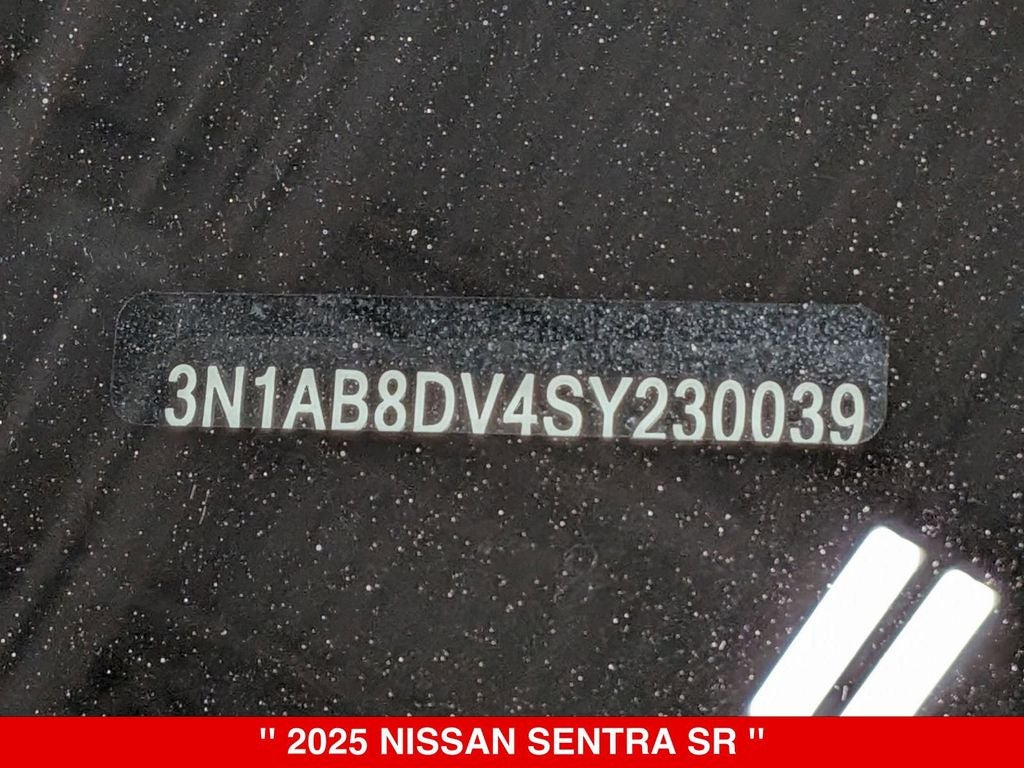 3N1AB8DV4SY230039
" 2025 NISSAN SENTRA SR "